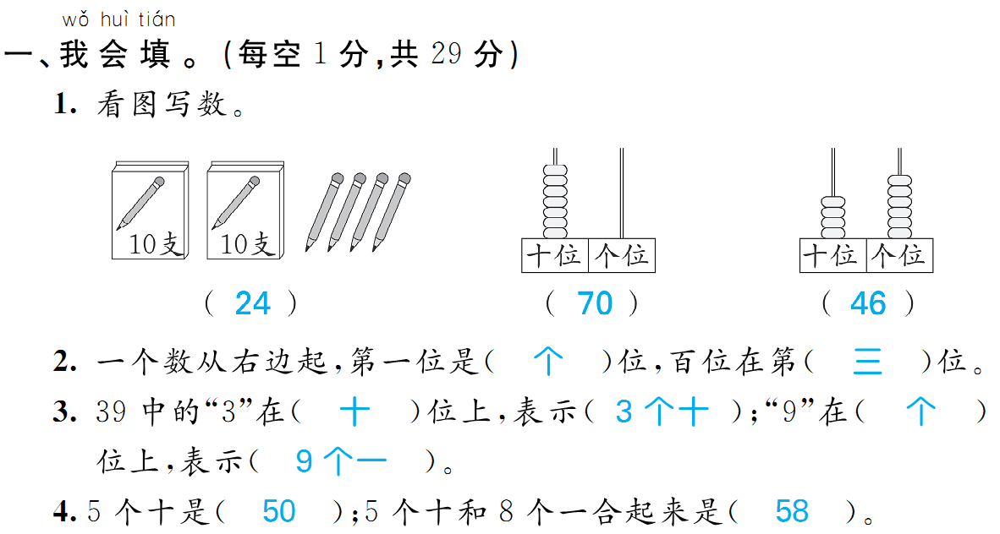 wǒ huì tián
一、我会填。(每空1分,共29分)
1. 看图写数。
10支 10支 十位 个位 十位 个位
( 24 ) ( 70 ) ( 46 )
2. 一个数从右边起,第一位是( 个 )位,百位在第( 三 )位。
3. 39中的“3”在( 十 )位上,表示( 3个十 );“9”在( 个 )
位上,表示( 9个一 )。
4. 5个十是( 50 );5个十和8个一合起来是( 58 )。